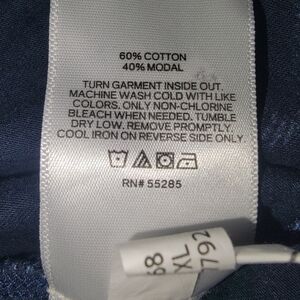 60% COTTON
40% MODAL
TURN GARMENT INSIDE OUT.
MACHINE WASH COLD WITH LIKE
COLORS. ONLY NON-CHLORINE
BLEACH WHEN NEEDED. TUMBLE
DRY LOW. REMOVE PROMPTLY.
COOL IRON ON REVERSE SIDE ONLY
RN# 55285
XL
792